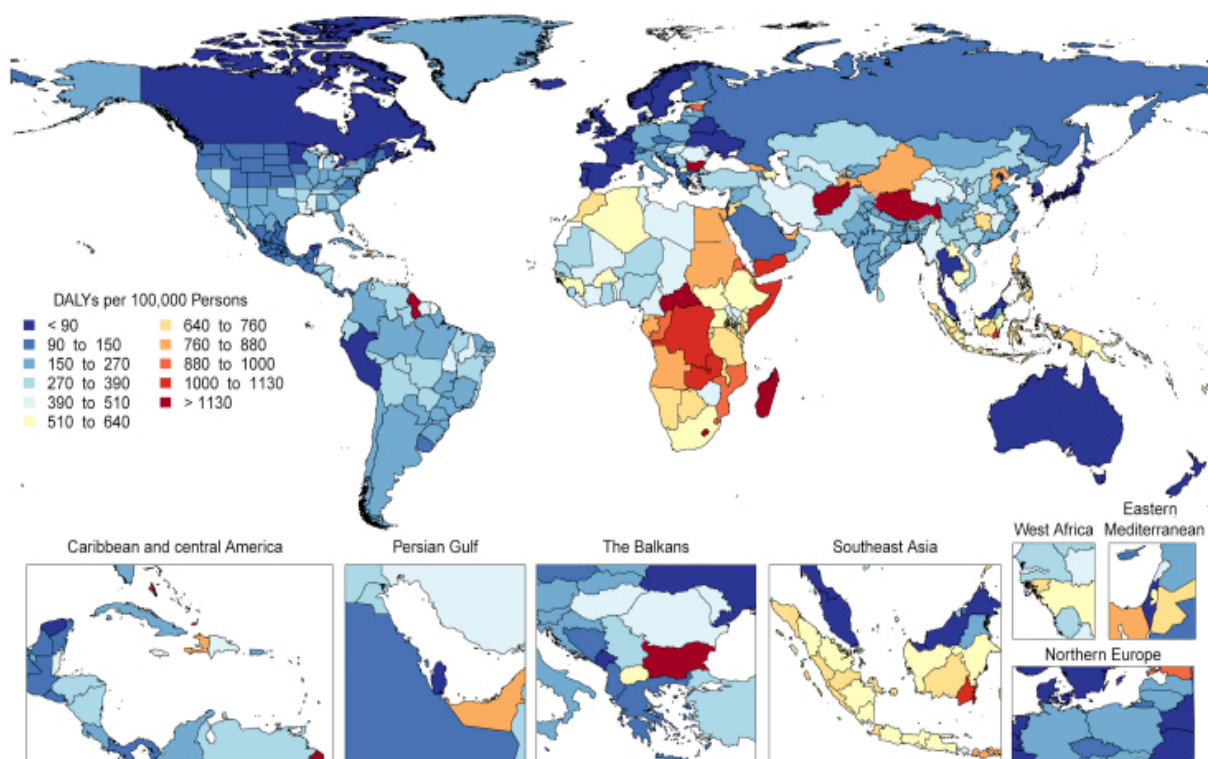 DALYs per 100,000 Persons
< 90
90 to 150
150 to 270
270 to 390
390 to 510
510 to 640
640 to 760
760 to 880
880 to 1000
1000 to 1130
> 1130
Caribbean and central America
Persian Gulf
The Balkans
Southeast Asia
West Africa
Eastern
Mediterranean
Northern Europe